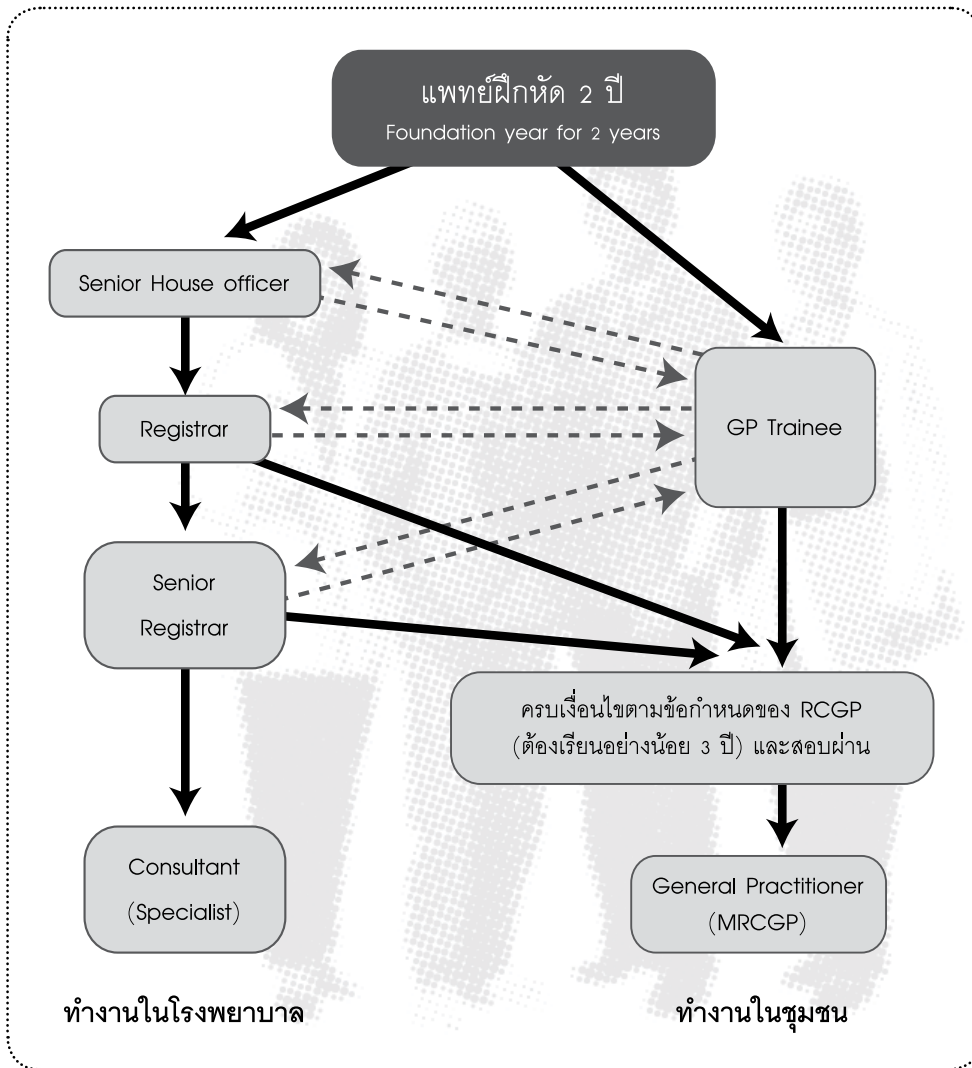 แพทย์ฝึกหัด 2 ปี
Foundation year for 2 years
Senior House officer
GP Trainee
Registrar
Senior
Registrar
ครบเงื่อนไขตามข้อกำหนดของ RCGP
(ต้องเรียนอย่างน้อย 3 ปี) และสอบผ่าน
Consultant
(Specialist)
General Practitioner
(MRCGP)
ทำงานในโรงพยาบาล
ทำงานในชุมชน